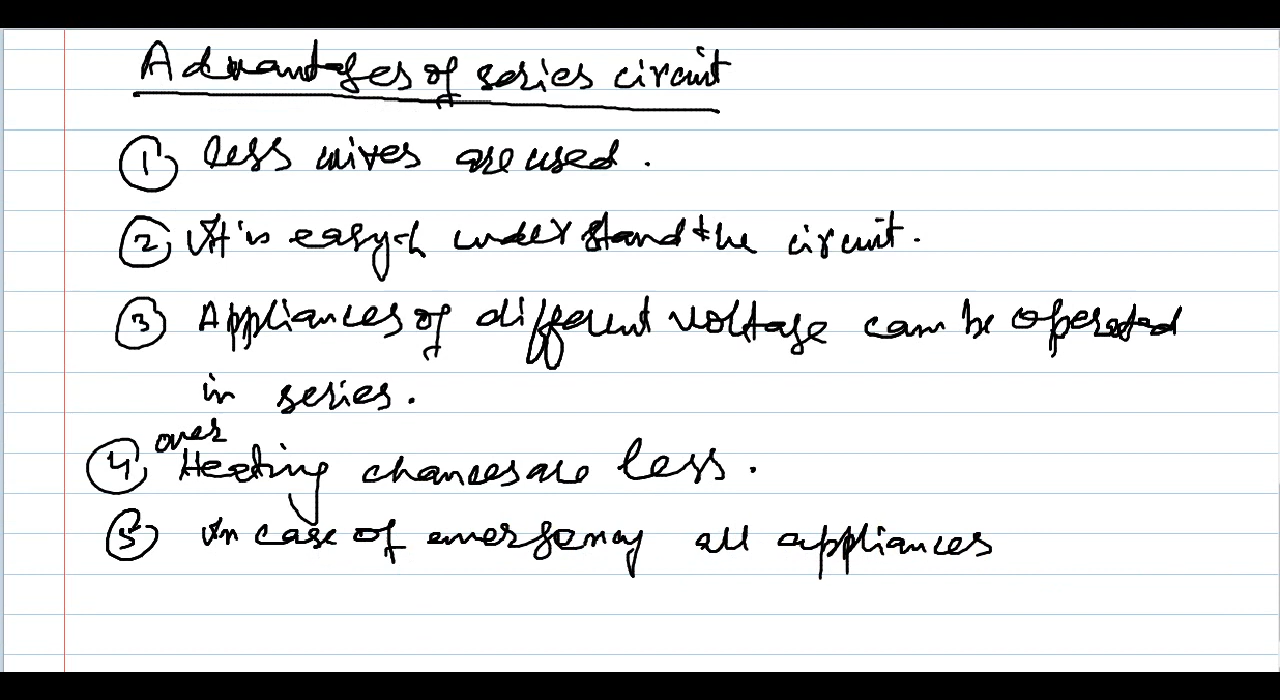 Advantages of series circuit
① less wires are used.
② It is easy to understand the circuit.
③ Appliances of different voltage can be operated
in series.
over
④ Heating chances are less.
⑤ In case of emergency all appliances